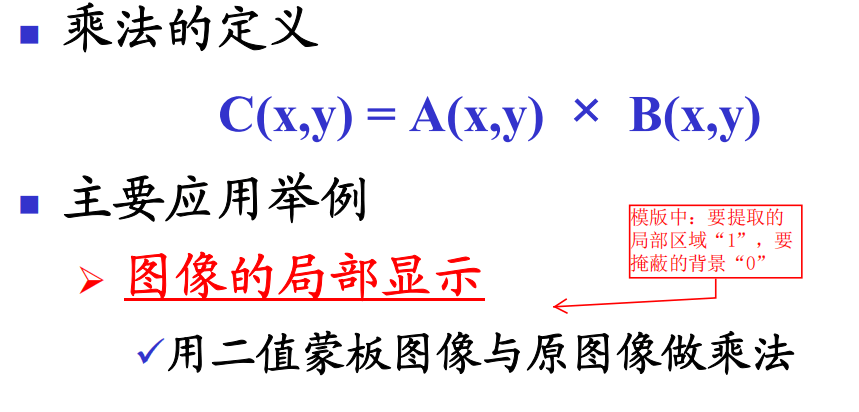 乘法的定义
C(x,y) = A(x,y) × B(x,y)
主要应用举例
模版中：要提取的
局部区域“1”，要
掩蔽的背景“0”
图像的局部显示
用二值蒙板图像与原图像做乘法